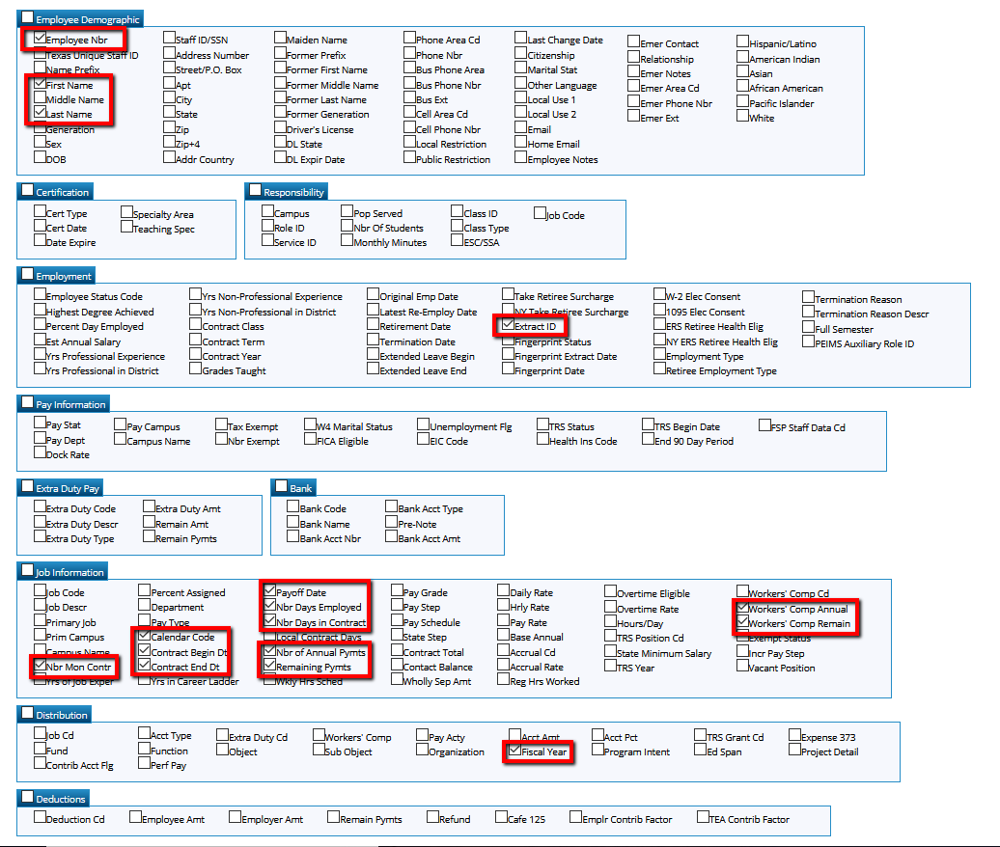 Employee Demographic
Employee Nbr
Texas Unique Staff ID
Name Prefix
First Name
Middle Name
Last Name
Generation
Sex
DOB
Staff ID/SSN
Address Number
Street/P.O. Box
Apt
City
State
Zip
Zip+4
Addr Country
Maiden Name
Former Prefix
Former First Name
Former Middle Name
Former Last Name
Former Generation
Driver's License
DL State
DL Expir Date
Phone Area Cd
Phone Nbr
Bus Phone Area
Bus Phone Nbr
Bus Ext
Cell Area Cd
Cell Phone Nbr
Local Restriction
Public Restriction
Last Change Date
Citizenship
Marital Stat
Other Language
Local Use 1
Local Use 2
Email
Home Email
Employee Notes
Emer Contact
Relationship
Emer Notes
Emer Area Cd
Emer Phone Nbr
Emer Ext
Hispanic/Latino
American Indian
Asian
African American
Pacific Islander
White
Certification
Cert Type
Cert Date
Date Expire
Specialty Area
Teaching Spec
Responsibility
Campus
Role ID
Service ID
Pop Served
Nbr Of Students
Monthly Minutes
Class ID
Class Type
ESC/SSA
Job Code
Employment
Employee Status Code
Highest Degree Achieved
Percent Day Employed
Est Annual Salary
Yrs Professional Experience
Yrs Professional in District
Yrs Non-Professional Experience
Yrs Non-Professional in District
Contract Class
Contract Term
Contract Year
Grades Taught
Original Emp Date
Latest Re-Employ Date
Retirement Date
Termination Date
Extended Leave Begin
Extended Leave End
Take Retiree Surcharge
NY Take Retiree Surcharge
Extract ID
Fingerprint Status
Fingerprint Extract Date
Fingerprint Date
W-2 Elec Consent
1095 Elec Consent
ERS Retiree Health Elig
NY ERS Retiree Health Elig
Employment Type
Retiree Employment Type
Termination Reason
Termination Reason Descr
Full Semester
PEIMS Auxiliary Role ID
Pay Information
Pay Stat
Pay Dept
Dock Rate
Pay Campus
Campus Name
Tax Exempt
Nbr Exempt
W4 Marital Status
FICA Eligible
Unemployment Flg
EIC Code
TRS Status
Health Ins Code
TRS Begin Date
End 90 Day Period
FSP Staff Data Cd
Extra Duty Pay
Extra Duty Code
Extra Duty Descr
Extra Duty Type
Extra Duty Amt
Remain Amt
Remain Pymts
Bank
Bank Code
Bank Name
Bank Acct Nbr
Bank Acct Type
Pre-Note
Bank Acct Amt
Job Information
Job Code
Job Descr
Primary Job
Prim Campus
Campus Name
Nbr Mon Contr
Yrs of Job Exper
Percent Assigned
Department
Pay Type
Calendar Code
Contract Begin Dt
Contract End Dt
Yrs in Career Ladder
Payoff Date
Nbr Days Employed
Nbr Days in Contract
Local Contract Days
Nbr of Annual Pymts
Remaining Pymts
Wkly Hrs Sched
Pay Grade
Pay Step
Pay Schedule
State Step
Contract Total
Contact Balance
Wholly Sep Amt
Daily Rate
Hrly Rate
Pay Rate
Base Annual
Accrual Cd
Accrual Rate
Reg Hrs Worked
Overtime Eligible
Overtime Rate
Hours/Day
TRS Position Cd
State Minimum Salary
TRS Year
Workers' Comp Cd
Workers' Comp Annual
Workers' Comp Remain
Exempt Status
Incr Pay Step
Vacant Position
Distribution
Job Cd
Fund
Contrib Acct Flg
Acct Type
Function
Perf Pay
Extra Duty Cd
Object
Workers' Comp
Sub Object
Pay Acty
Organization
Acct Amt
Fiscal Year
Acct Pct
Program Intent
TRS Grant Cd
Ed Span
Expense 373
Project Detail
Deductions
Deduction Cd
Employee Amt
Employer Amt
Remain Pymts
Refund
Cafe 125
Emplr Contrib Factor
TEA Contrib Factor